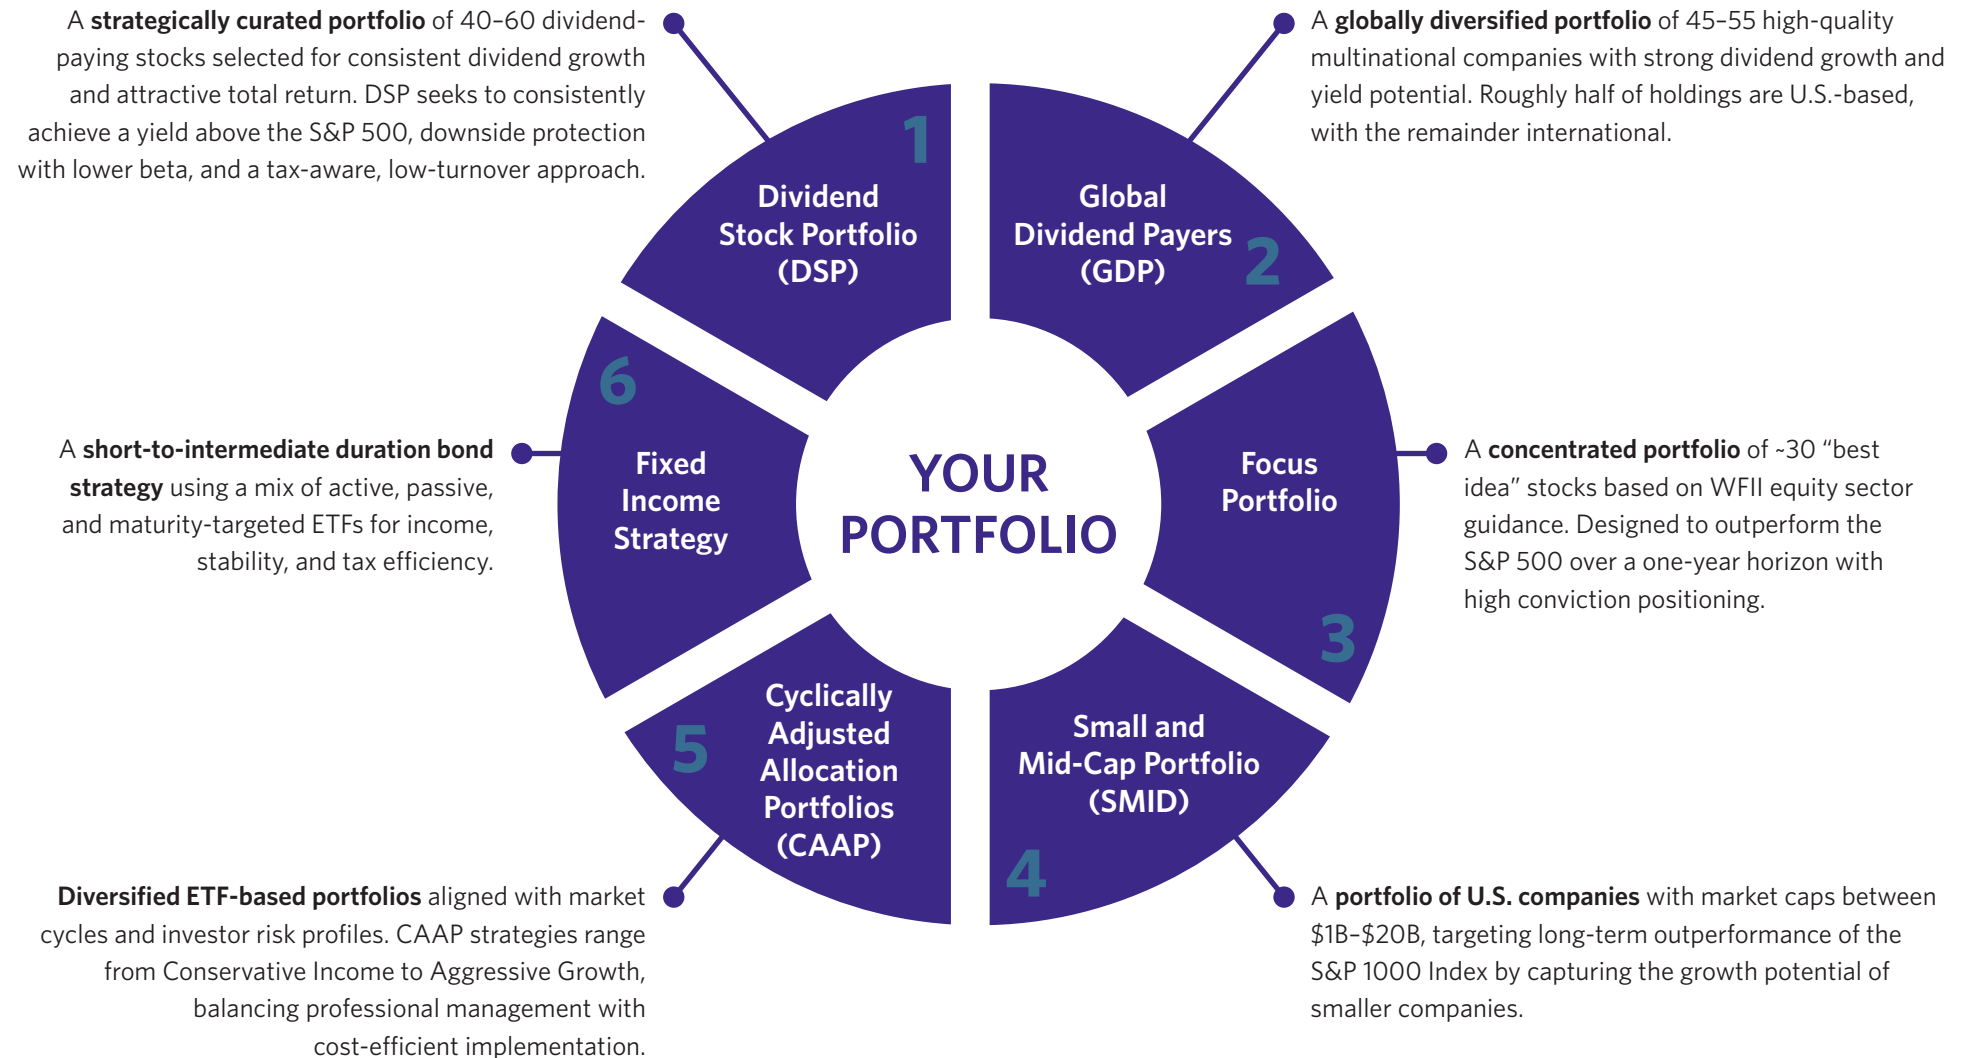 A strategically curated portfolio of 40–60 dividend-
paying stocks selected for consistent dividend growth
and attractive total return. DSP seeks to consistently
achieve a yield above the S&P 500, downside protection
with lower beta, and a tax-aware, low-turnover approach.
1
Dividend
Stock Portfolio
(DSP)
A globally diversified portfolio of 45–55 high-quality
multinational companies with strong dividend growth and
yield potential. Roughly half of holdings are U.S.-based,
with the remainder international.
Global
Dividend Payers
(GDP)
2
A concentrated portfolio of ~30 “best
idea” stocks based on WFII equity sector
guidance. Designed to outperform the
S&P 500 over a one-year horizon with
high conviction positioning.
Focus
Portfolio
3
A portfolio of U.S. companies with market caps between
$1B–$20B, targeting long-term outperformance of the
S&P 1000 Index by capturing the growth potential of
smaller companies.
Small and
Mid-Cap Portfolio
(SMID)
4
Diversified ETF-based portfolios aligned with market
cycles and investor risk profiles. CAAP strategies range
from Conservative Income to Aggressive Growth,
balancing professional management with
cost-efficient implementation.
5
Cyclically
Adjusted
Allocation
Portfolios
(CAAP)
A short-to-intermediate duration bond
strategy using a mix of active, passive,
and maturity-targeted ETFs for income,
stability, and tax efficiency.
6
Fixed
Income
Strategy
YOUR
PORTFOLIO